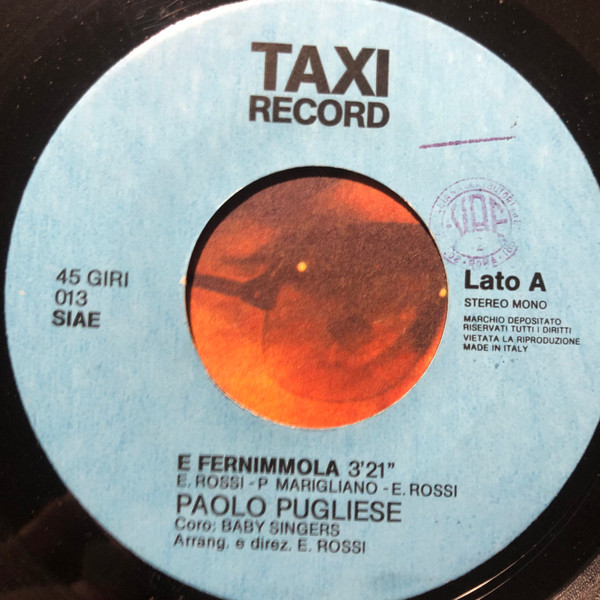 TAXI
RECORD
45 GIRI
013
SIAE
Lato A
STEREO MONO
MARCHIO DEPOSITATO
RISERVATI TUTTI I DIRITTI
VIETATA LA RIPRODUZIONE
MADE IN ITALY
E FERNIMMOLA 3'21"
E. ROSSI - P MARIGLIANO - E. ROSSI
PAOLO PUGLIESE
Coro: BABY SINGERS
Arrang. e direz. E. ROSSI